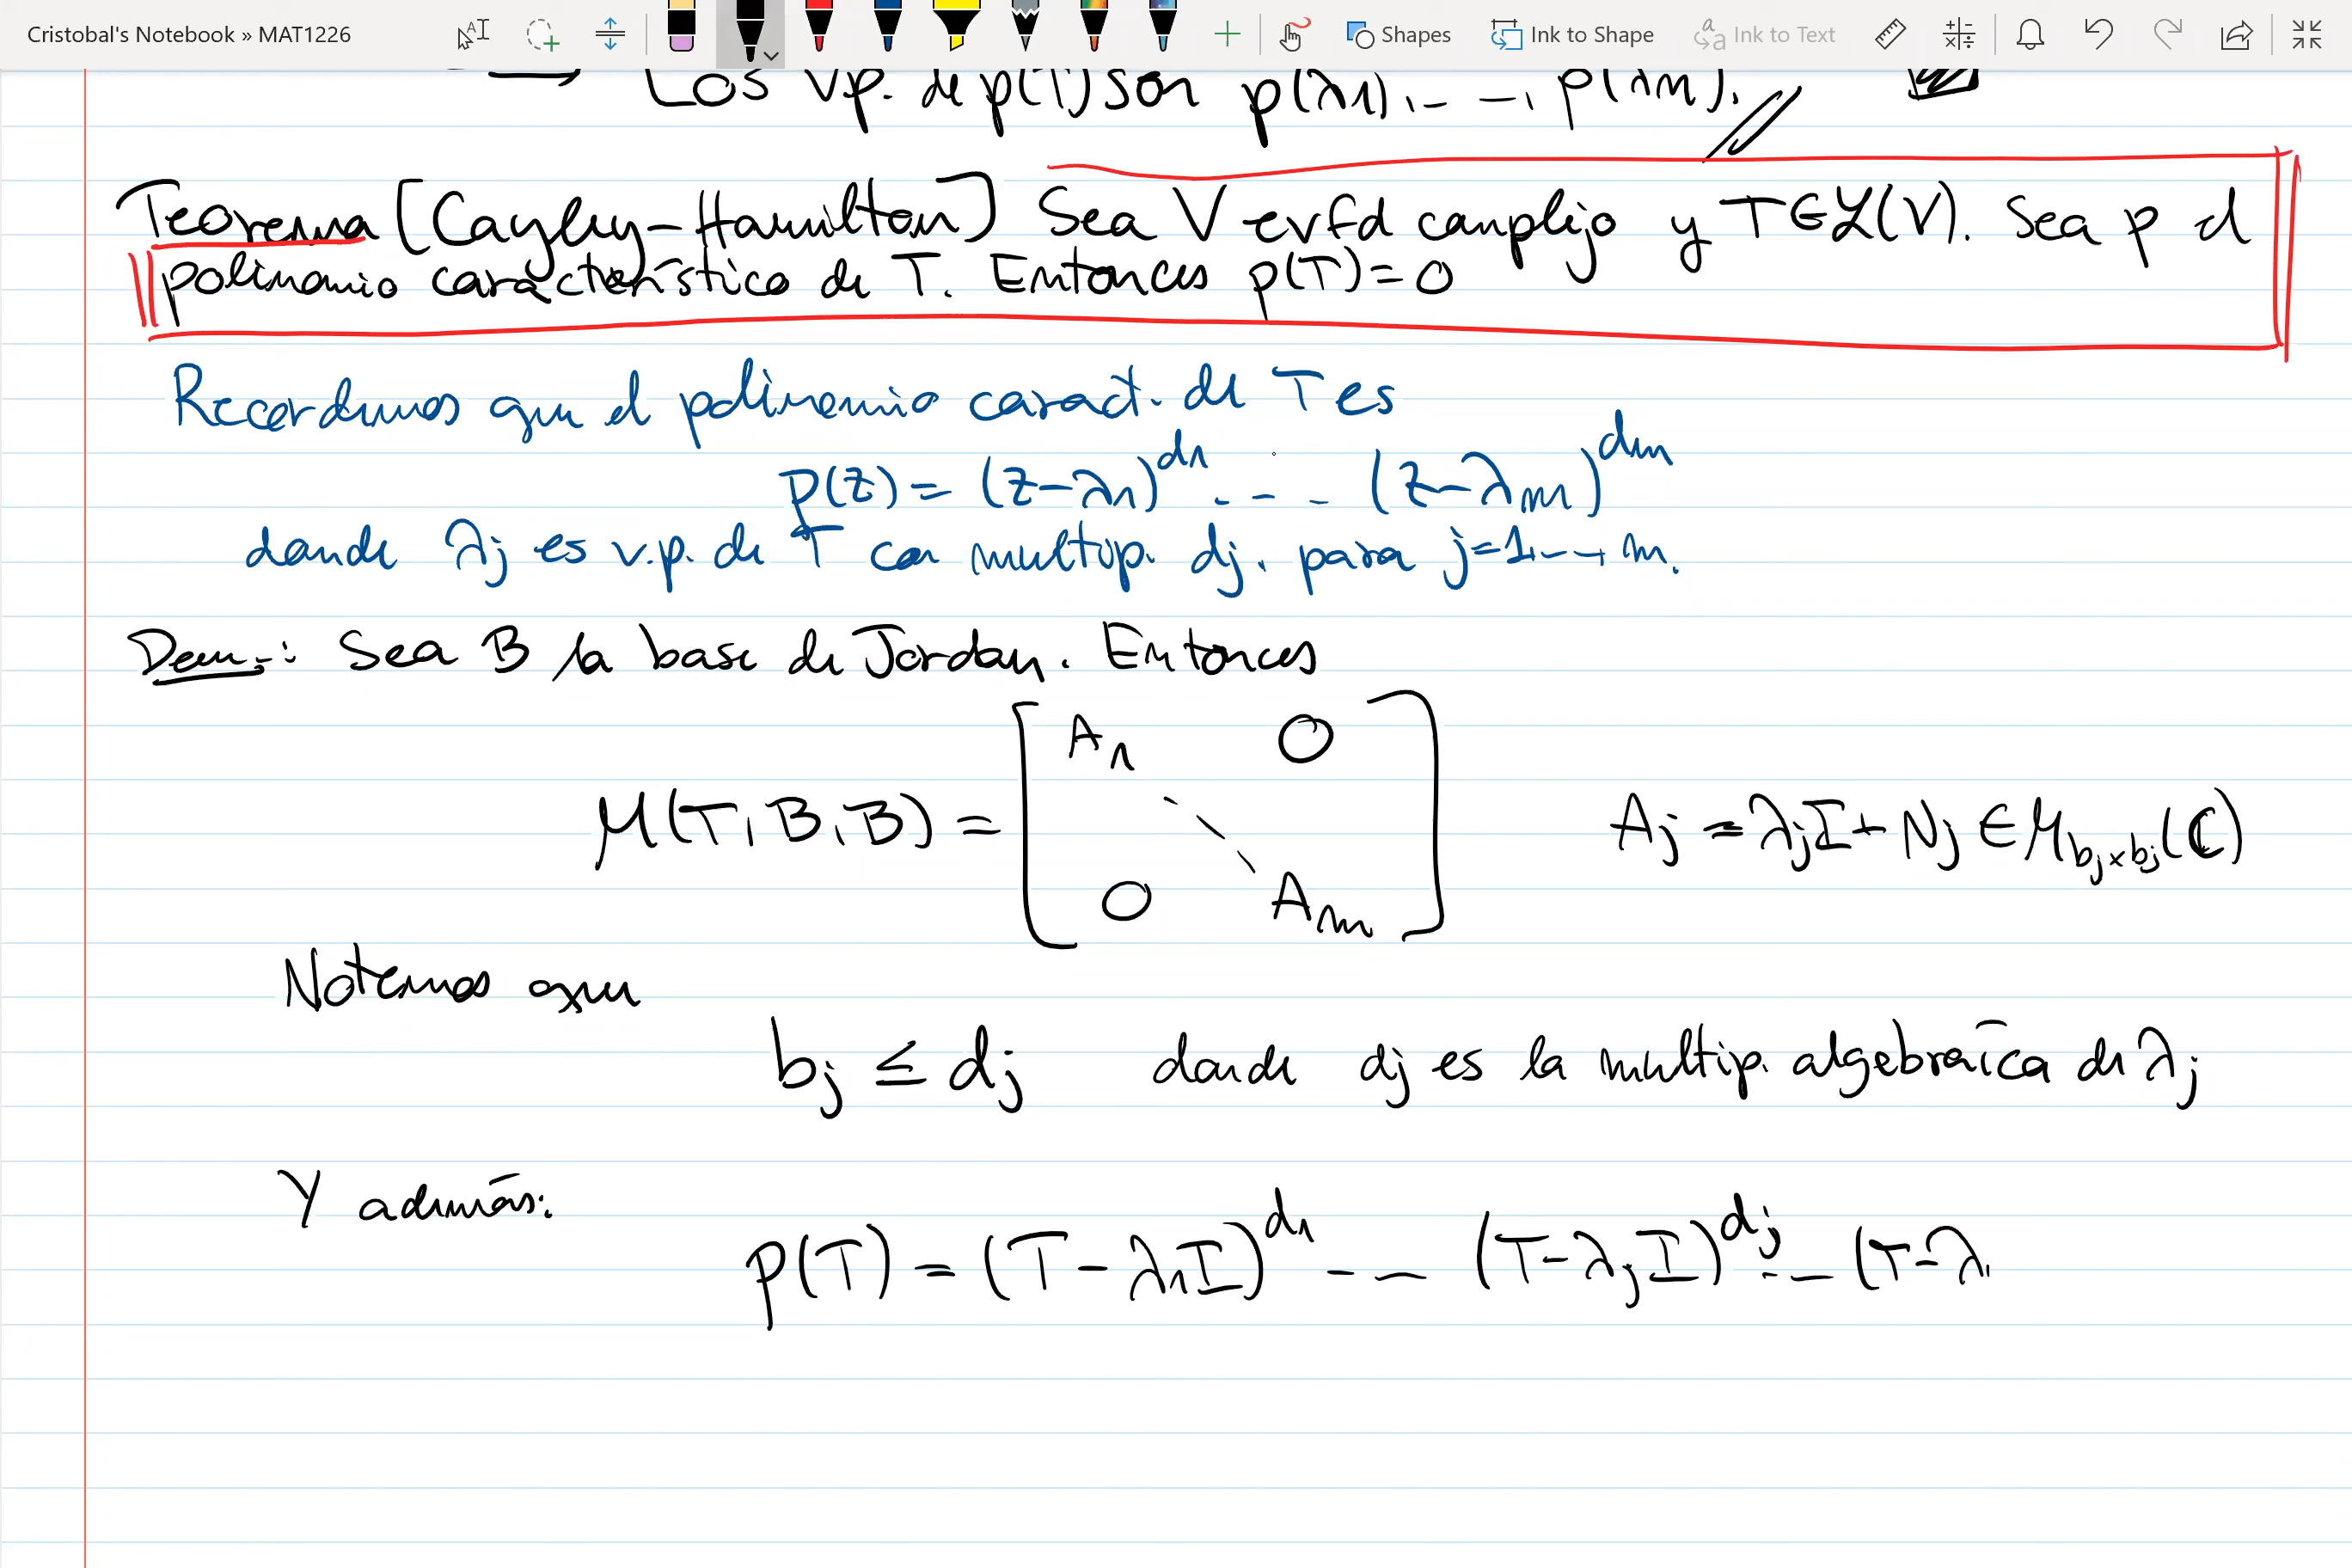 Cristobal's Notebook » MAT1226 Shapes Ink to Shape Ink to Text
Los v.p. de p(T) son p(λ1), ..., p(λm).
Teorema [Cayley-Hamilton] Sea V evfd complejo y T∈ℒ(V). Sea p el
polinomio característico de T. Entonces p(T)=0
Recordemos que el polinomio caract. de T es
p(z) = (z-λ1)^d1 ... (z-λm)^dm
donde λj es v.p. de T con multip. dj, para j=1...,m.
Dem.: Sea B la base de Jordan. Entonces
M(T,B,B) = [A1 0 ⋱ 0 Am] Aj = λjI + Nj ∈ M_bj×bj(ℂ)
Notemos que
bj ≤ dj donde dj es la multip. algebraica de λj
Y además:
p(T) = (T-λ1I)^d1 ... (T-λjI)^dj ... (T-λ